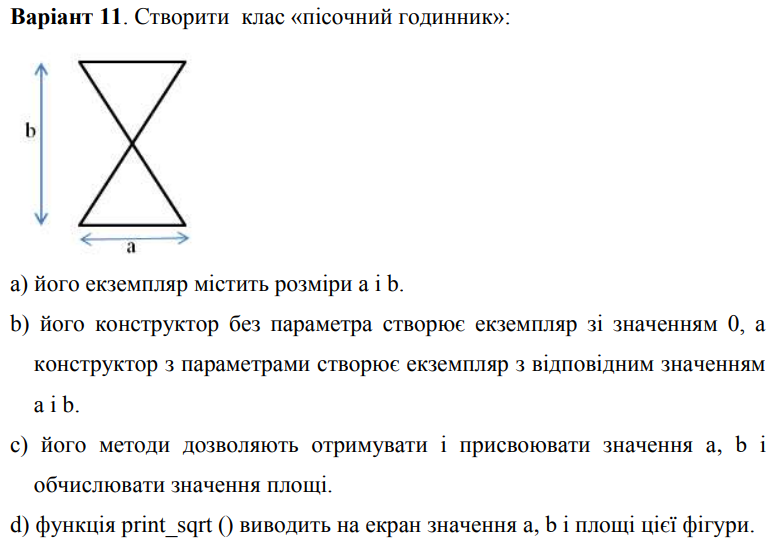 Варіант 11. Створити клас «пісочний годинник»:
b
a
a) його екземпляр містить розміри a і b.
b) його конструктор без параметра створює екземпляр зі значенням 0, а
конструктор з параметрами створює екземпляр з відповідним значенням
a і b.
c) його методи дозволяють отримувати і присвоювати значення a, b і
обчислювати значення площі.
d) функція print_sqrt () виводить на екран значення a, b і площі цієї фігури.